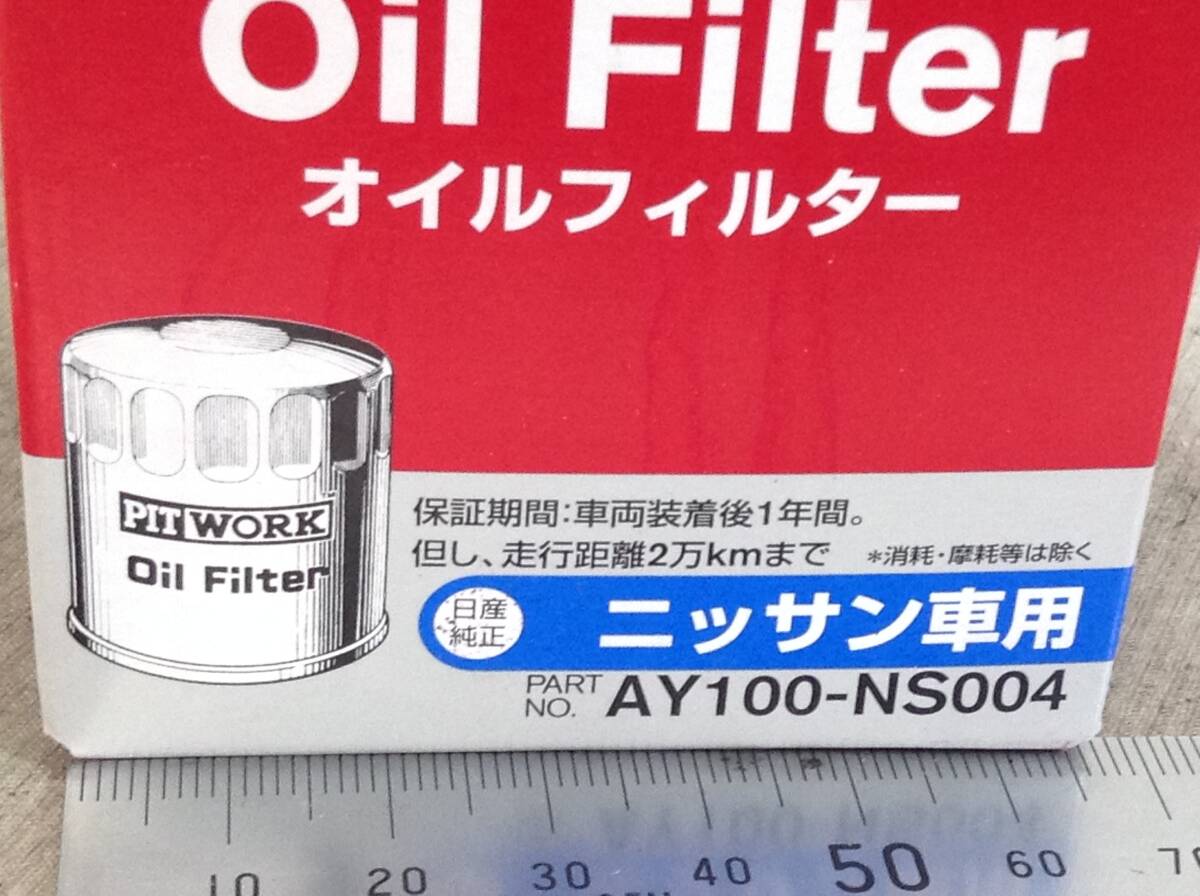 Oil Filter
オイルフィルター
PITWORK
Oil Filter
保証期間:車両装着後1年間。
但し、走行距離2万kmまで *消耗・摩耗等は除く
日産
純正
ニッサン車用
PART
NO. AY100-NS004
10 20 30 40 50 60